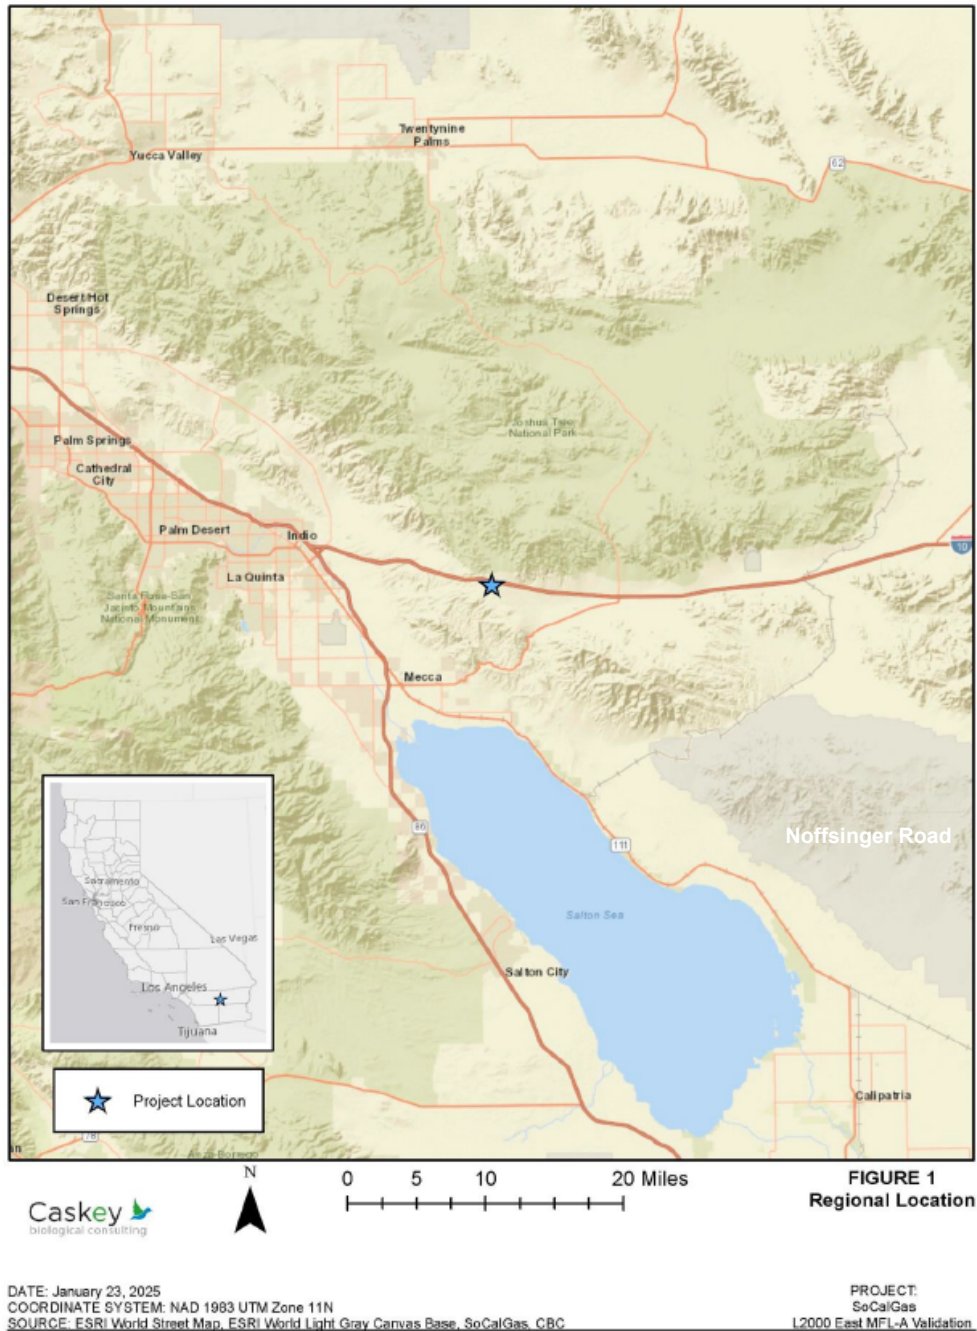 Twentynine
Palms
Yucca Valley
62
Desert Hot
Springs
Joshua Tree
National Park
Palm Springs
Cathedral
City
Palm Desert
Indio
10
La Quinta
Santa Rosa-San
Jacinto Mountains
National Monument
Mecca
86
111
Noffsinger Road
Salton Sea
Salton City
Calipatria
Sacramento
San Francisco
Fresno
Las Vegas
Los Angeles
Tijuana
Project Location
78
Anza-Borrego
N
0 5 10 20 Miles
FIGURE 1
Regional Location
Caskey
biological consulting
DATE: January 23, 2025
COORDINATE SYSTEM: NAD 1983 UTM Zone 11N
SOURCE: ESRI World Street Map, ESRI World Light Gray Canvas Base, SoCalGas, CBC
PROJECT:
SoCalGas
L2000 East MFL-A Validation